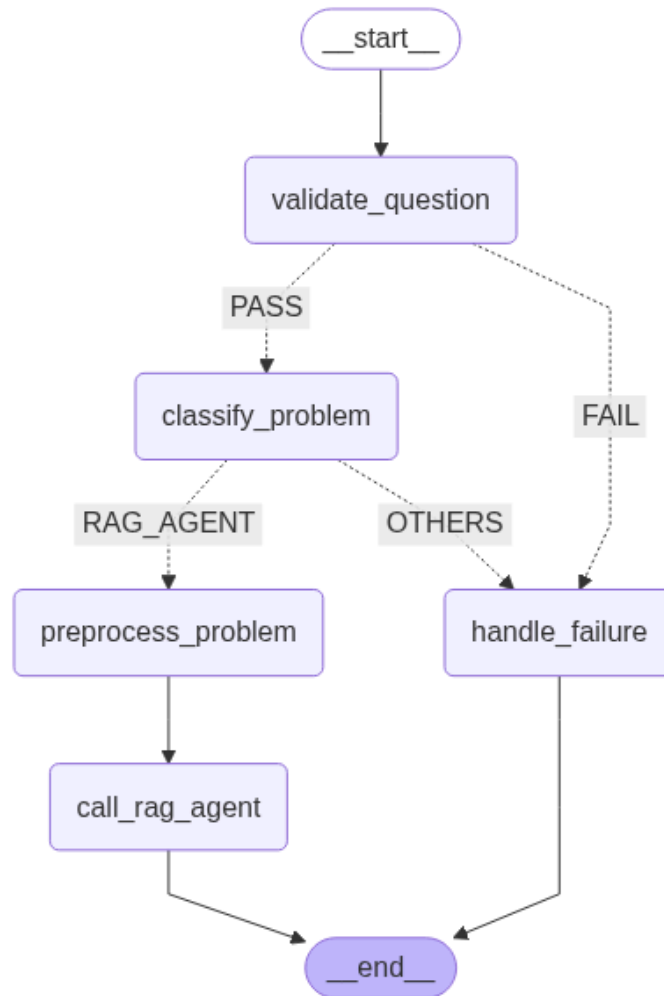 __start__
validate_question
PASS
classify_problem
FAIL
RAG_AGENT
OTHERS
preprocess_problem
handle_failure
call_rag_agent
__end__